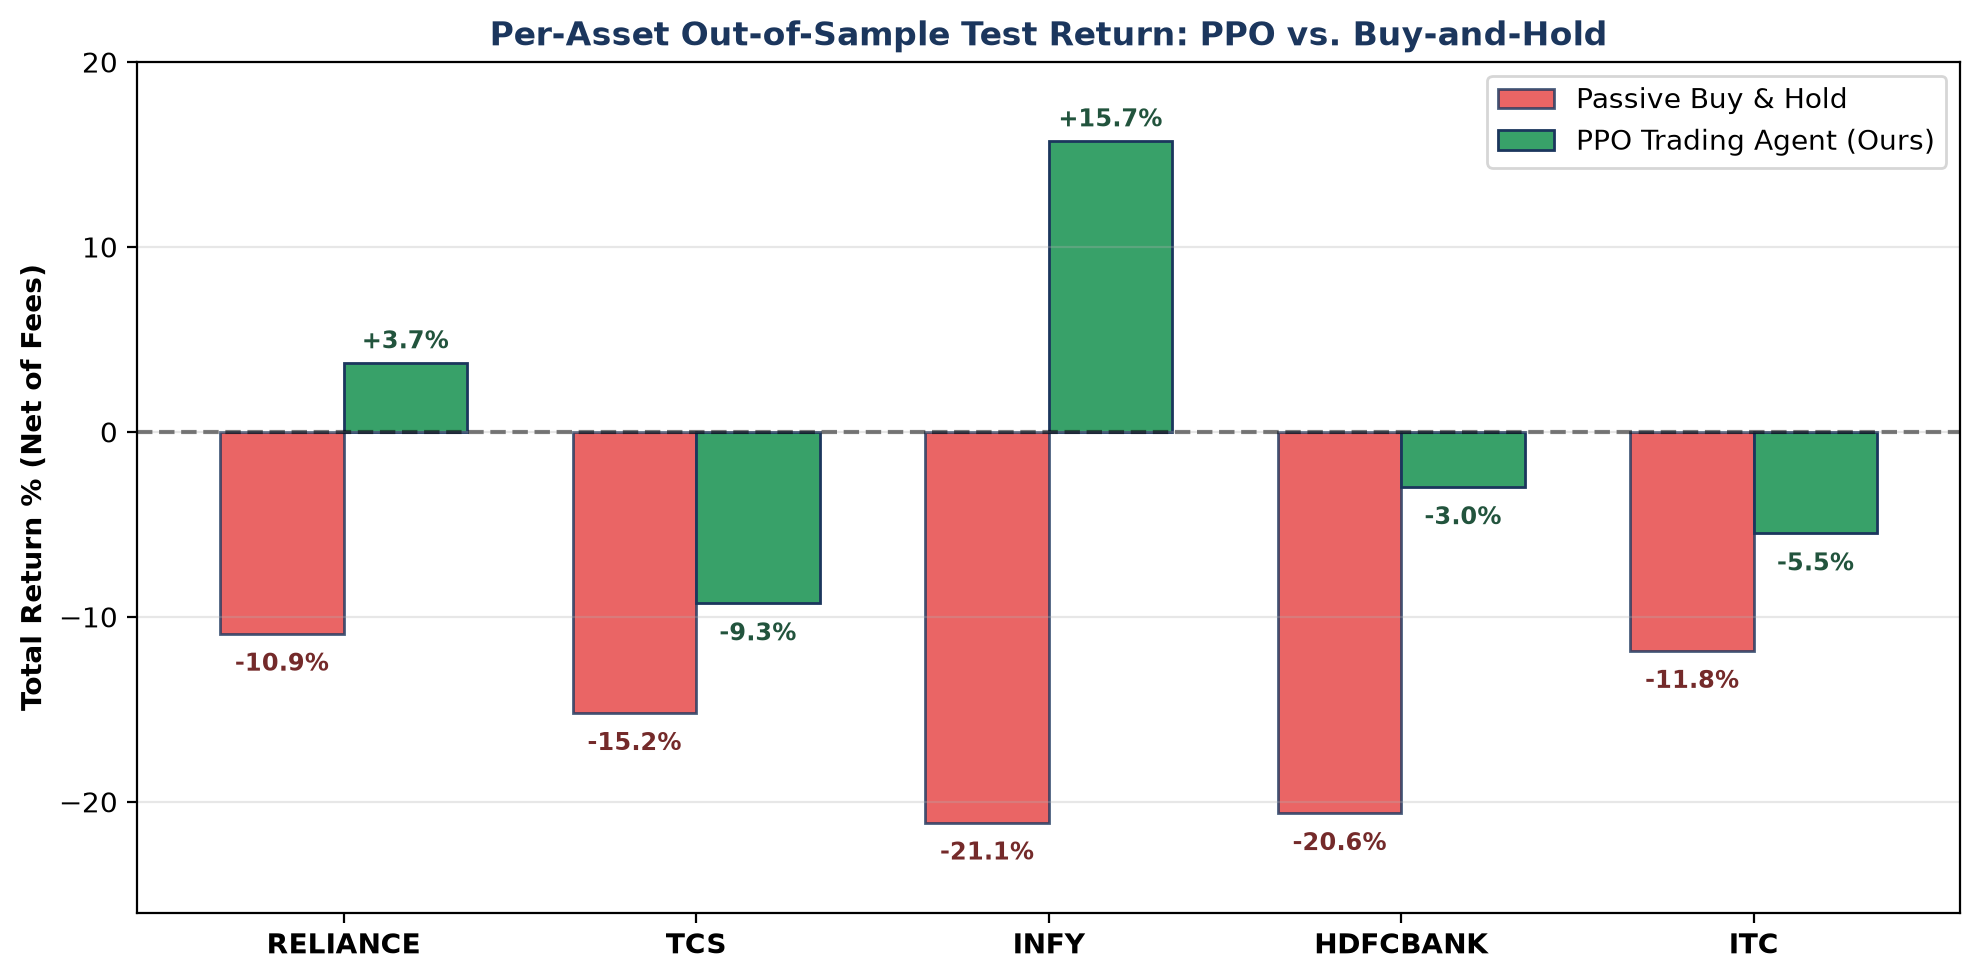 Per-Asset Out-of-Sample Test Return: PPO vs. Buy-and-Hold
Passive Buy & Hold
PPO Trading Agent (Ours)
Total Return % (Net of Fees)
20
10
0
−10
−20
-10.9%
+3.7%
-15.2%
-9.3%
-21.1%
+15.7%
-20.6%
-3.0%
-11.8%
-5.5%
RELIANCE
TCS
INFY
HDFCBANK
ITC